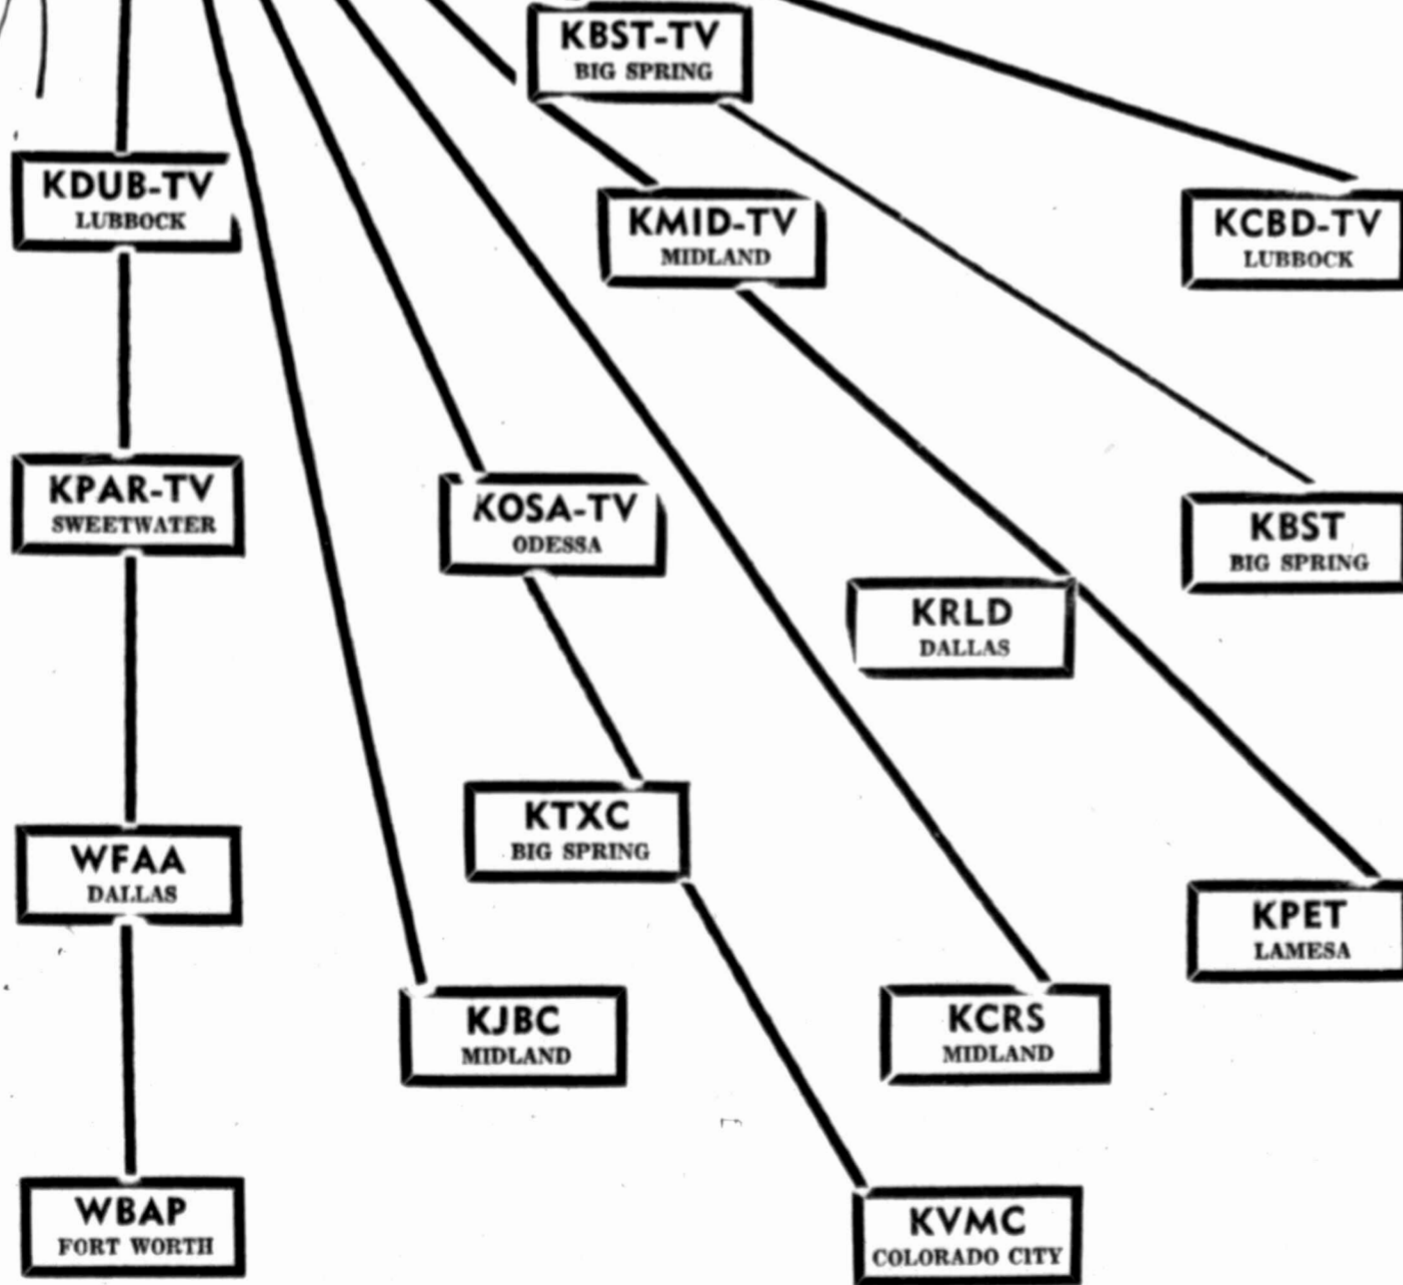 KBST-TV
BIG SPRING
KDUB-TV
LUBBOCK
KMID-TV
MIDLAND
KCBD-TV
LUBBOCK
KPAR-TV
SWEETWATER
KOSA-TV
ODESSA
KBST
BIG SPRING
KRLD
DALLAS
KTXC
BIG SPRING
WFAA
DALLAS
KPET
LAMESA
KJBC
MIDLAND
KCRS
MIDLAND
WBAP
FORT WORTH
KVMC
COLORADO CITY